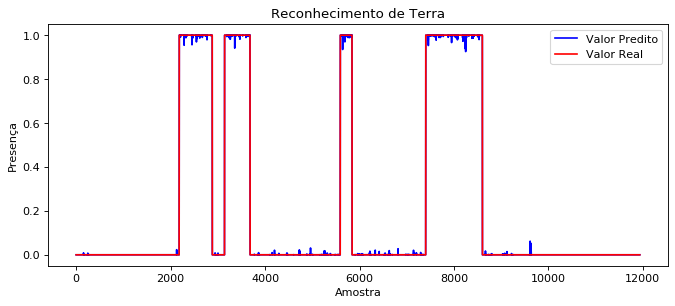 Reconhecimento de Terra
Valor Predito
Valor Real
Presença
1.0
0.8
0.6
0.4
0.2
0.0
0 2000 4000 6000 8000 10000 12000
Amostra